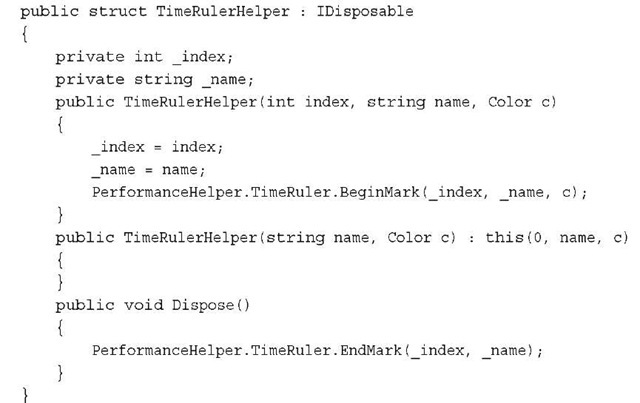 public struct TimeRulerHelper : IDisposable
{
    private int _index;
    private string _name;
    public TimeRulerHelper(int index, string name, Color c)
    {
        _index = index;
        _name = name;
        PerformanceHelper.TimeRuler.BeginMark(_index, _name, c);
    }
    public TimeRulerHelper(string name, Color c) : this(0, name, c)
    {
    }
    public void Dispose()
    {
        PerformanceHelper.TimeRuler.EndMark(_index, _name);
    }
}